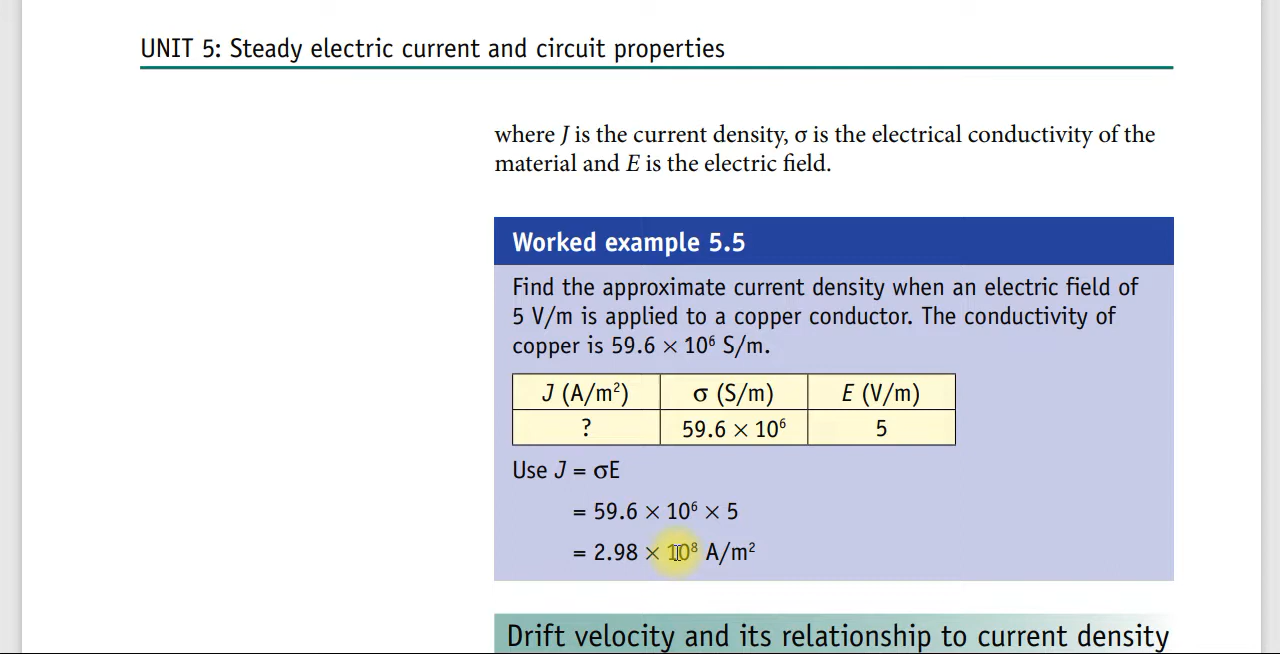 UNIT 5: Steady electric current and circuit properties
where J is the current density, σ is the electrical conductivity of the
material and E is the electric field.
Worked example 5.5
Find the approximate current density when an electric field of
5 V/m is applied to a copper conductor. The conductivity of
copper is 59.6 × 10⁶ S/m.
J (A/m²) σ (S/m) E (V/m)
? 59.6 × 10⁶ 5
Use J = σE
= 59.6 × 10⁶ × 5
= 2.98 × 10⁸ A/m²
Drift velocity and its relationship to current density